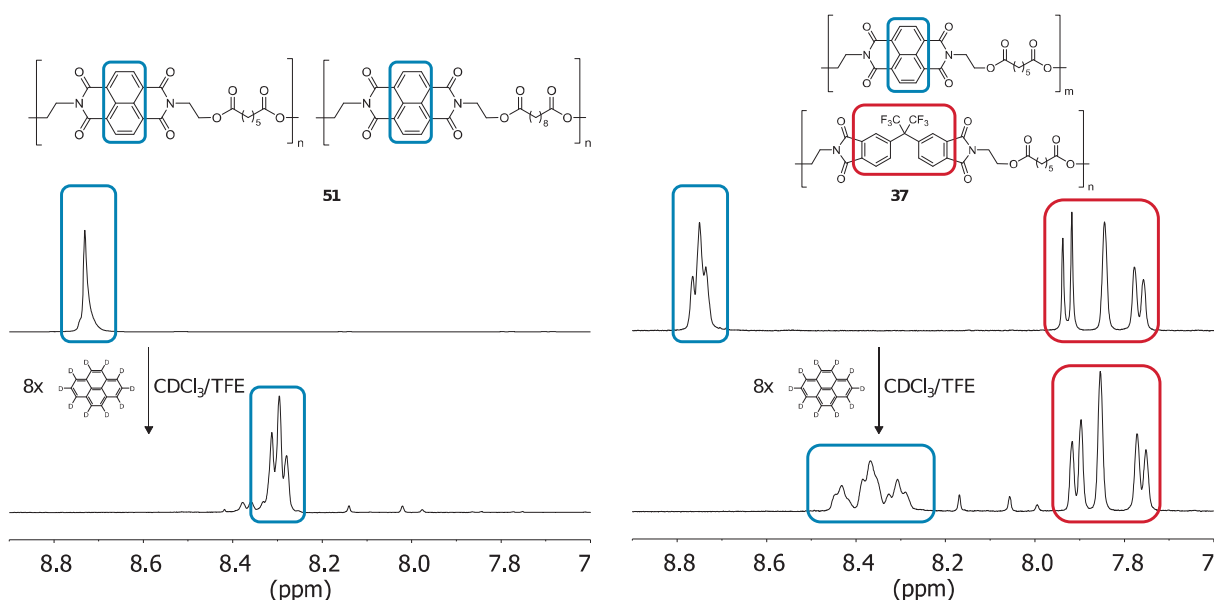 O O O O
N N O O O
5
O O
n
O O O O
N N O O O
8
O O
n
51
O O O O
N N O O O
5
O O
m
F3C CF3
O O O O
N N O O O
5
O O
n
37
8x
D D D D D D D D D D
CDCl3/TFE
8x
D D D D D D D D D D
CDCl3/TFE
8.8 8.6 8.4 8.2 8.0 7.8 7
(ppm)
8.8 8.6 8.4 8.2 8.0 7.8 7
(ppm)